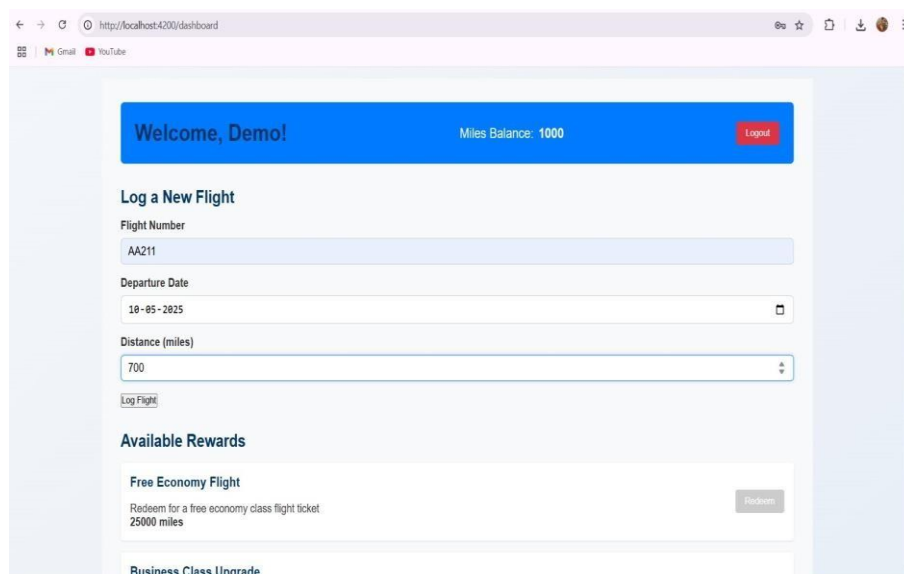 http://localhost:4200/dashboard
Gmail YouTube
Welcome, Demo!
Miles Balance: 1000
Logout
Log a New Flight
Flight Number
AA211
Departure Date
10-05-2025
Distance (miles)
700
Log Flight
Available Rewards
Free Economy Flight
Redeem for a free economy class flight ticket
25000 miles
Redeem
Business Class Upgrade